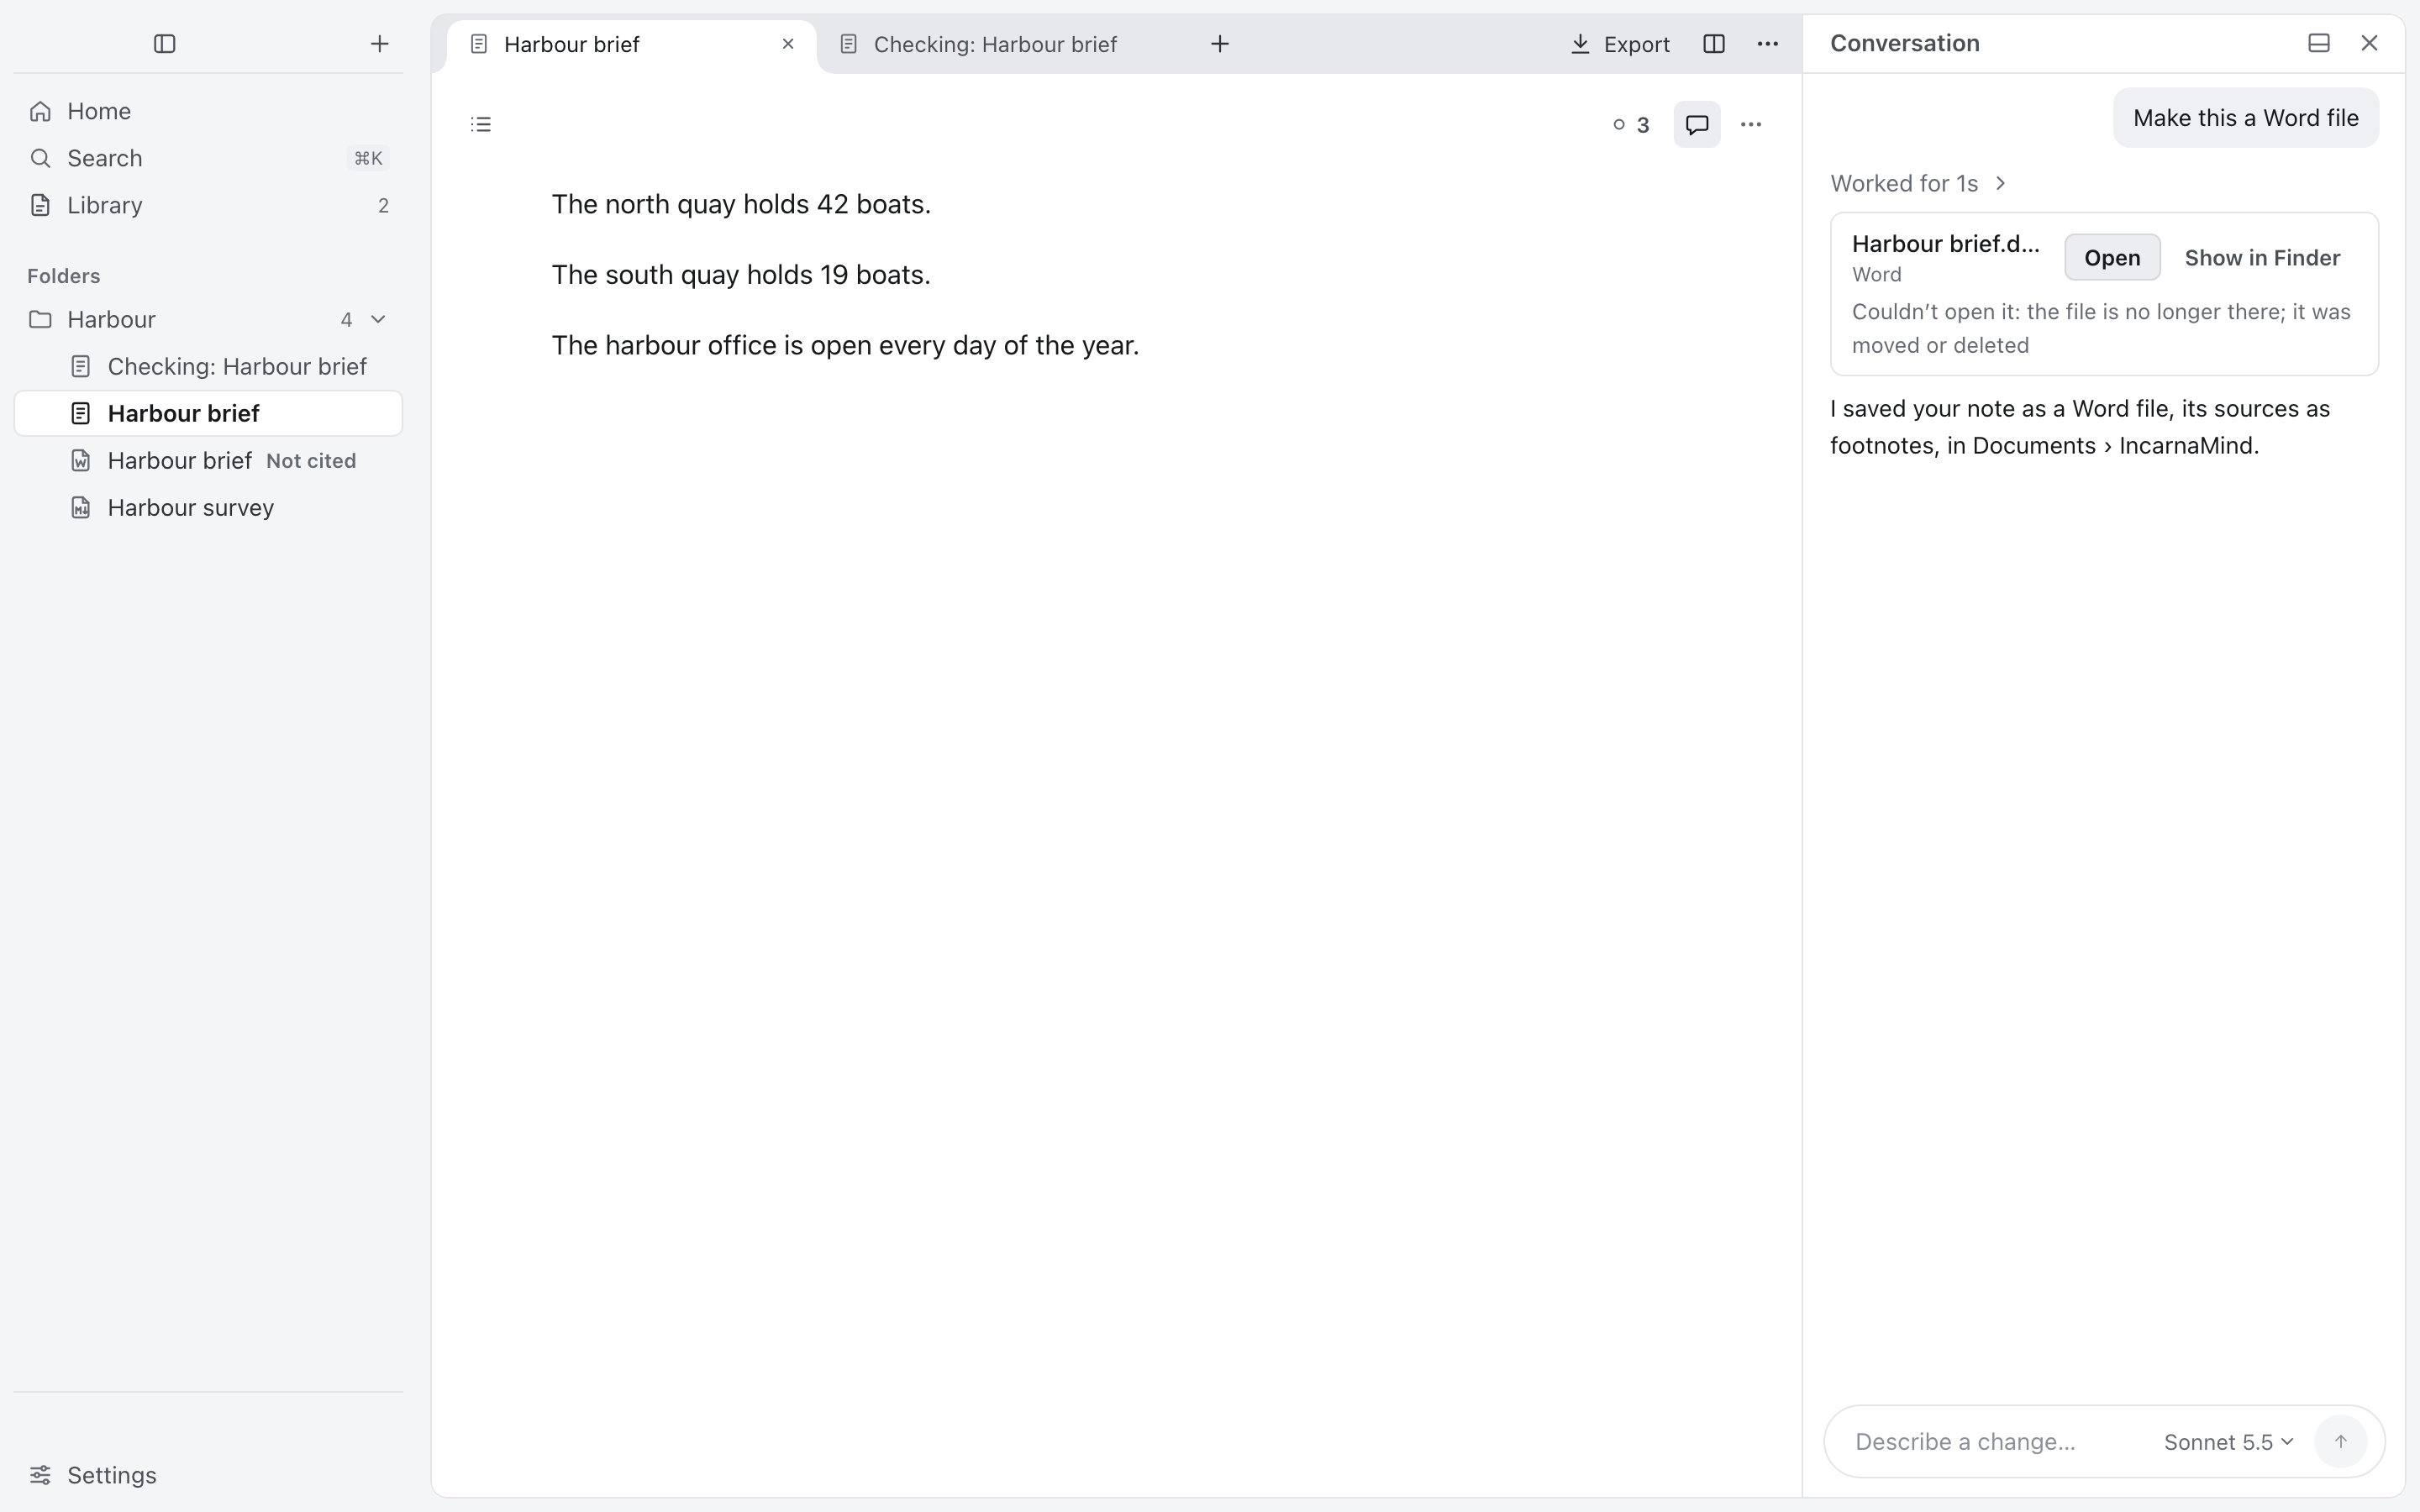 Home
Search ⌘K
Library 2
Folders
Harbour 4
Checking: Harbour brief
Harbour brief
Harbour brief Not cited
Harbour survey
Settings
Harbour brief
Checking: Harbour brief
Export
3
The north quay holds 42 boats.
The south quay holds 19 boats.
The harbour office is open every day of the year.
Conversation
Make this a Word file
Worked for 1s
Harbour brief.d...
Word
Open
Show in Finder
Couldn’t open it: the file is no longer there; it was
moved or deleted
I saved your note as a Word file, its sources as
footnotes, in Documents › IncarnaMind.
Describe a change...
Sonnet 5.5